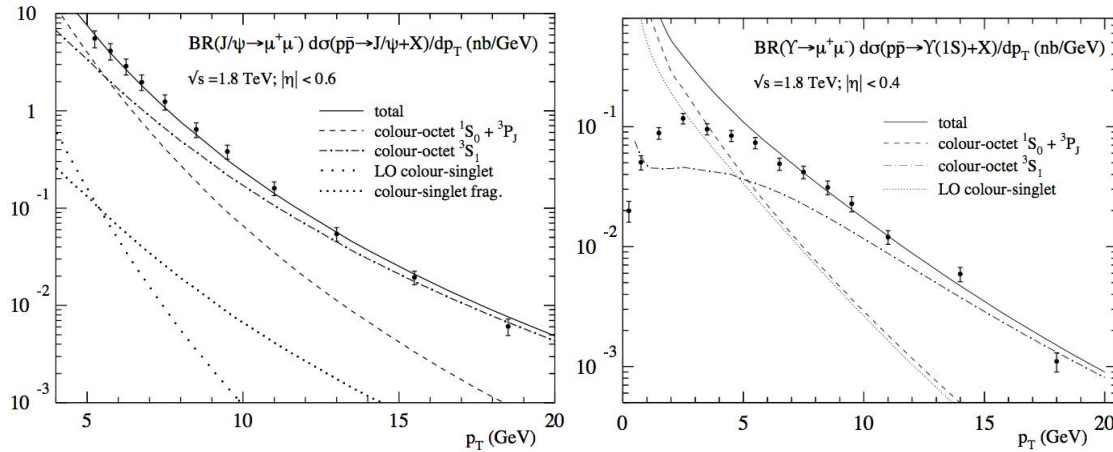 10
1
10 -1
10 -2
10 -3
5
10
15
20
p_T (GeV)
BR(J/ψ→μ⁺μ⁻) dσ(pp̄→J/ψ+X)/dp_T (nb/GeV)
√s =1.8 TeV; |η| < 0.6
total
colour-octet ¹S₀ + ³P_J
colour-octet ³S₁
LO colour-singlet
colour-singlet frag.
10 -1
10 -2
10 -3
0
5
10
15
20
p_T (GeV)
BR(ϒ→μ⁺μ⁻) dσ(pp̄→ϒ(1S)+X)/dp_T (nb/GeV)
√s =1.8 TeV; |η| < 0.4
total
colour-octet ¹S₀ + ³P_J
colour-octet ³S₁
LO colour-singlet